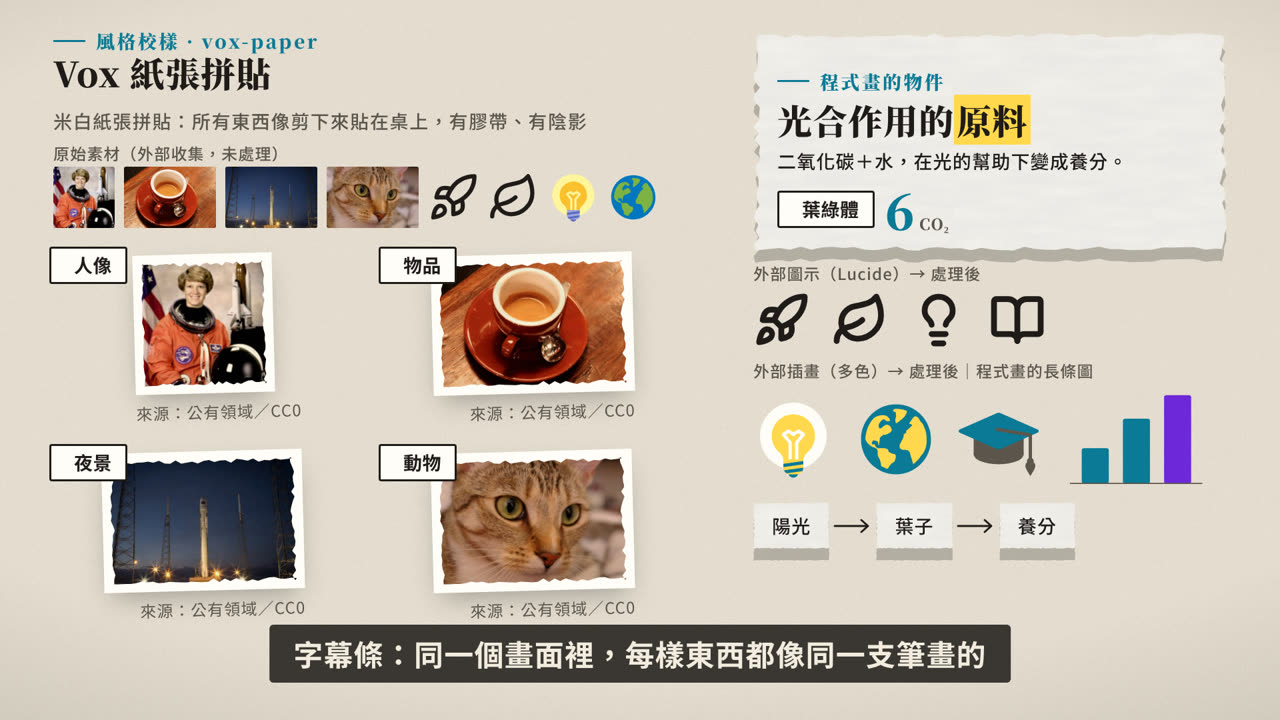 風格校樣 · vox-paper
Vox 紙張拼貼
米白紙張拼貼：所有東西像剪下來貼在桌上，有膠帶、有陰影
原始素材（外部收集，未處理）
人像
來源：公有領域／CC0
物品
來源：公有領域／CC0
夜景
來源：公有領域／CC0
動物
來源：公有領域／CC0
程式畫的物件
光合作用的原料
二氧化碳＋水，在光的幫助下變成養分。
葉綠體
6 CO₂
外部圖示（Lucide）→ 處理後
外部插畫（多色）→ 處理後｜程式畫的長條圖
陽光 → 葉子 → 養分
字幕條：同一個畫面裡，每樣東西都像同一支筆畫的